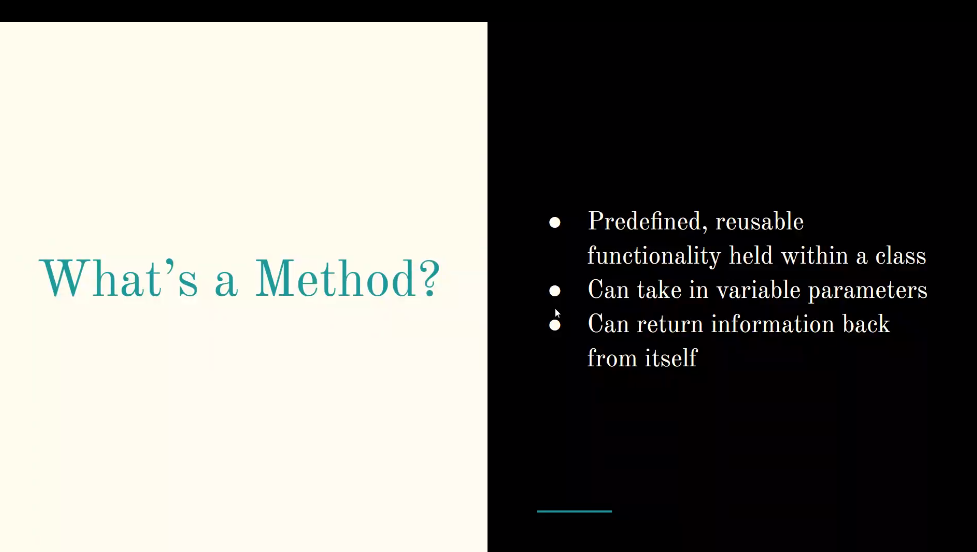 What's a Method?
● Predefined, reusable
functionality held within a class
● Can take in variable parameters
● Can return information back
from itself